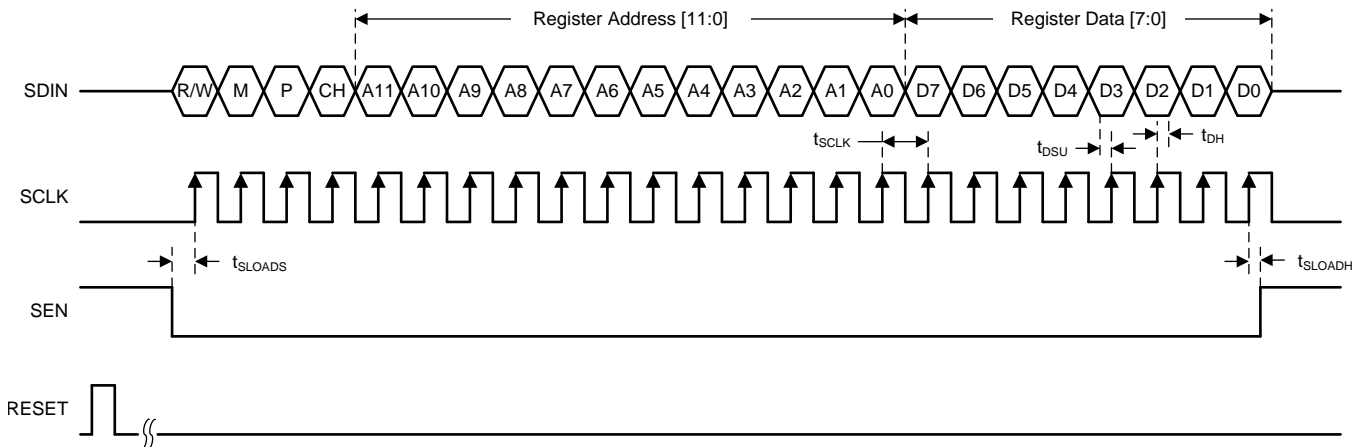 Register Address [11:0] Register Data [7:0]
SDIN R/W M P CH A11 A10 A9 A8 A7 A6 A5 A4 A3 A2 A1 A0 D7 D6 D5 D4 D3 D2 D1 D0
tSCLK tDSU tDH
SCLK
tSLOADS tSLOADH
SEN
RESET